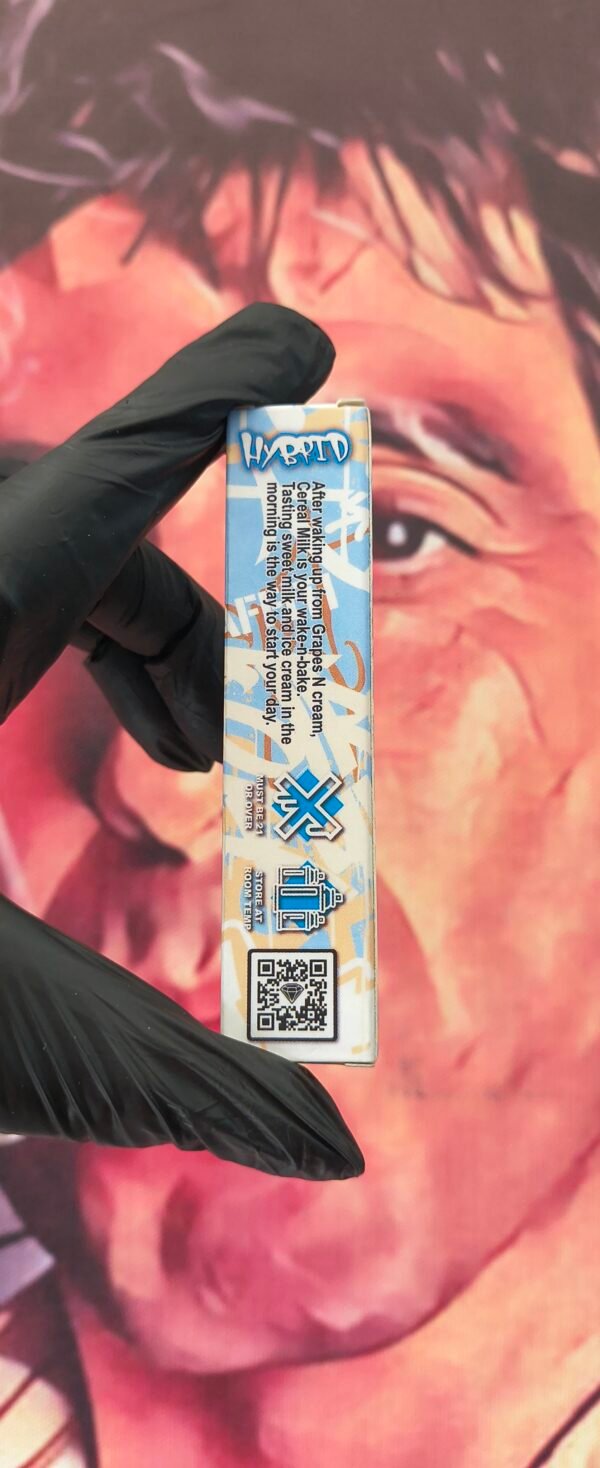 HYBRID
After waking up from Grapes N cream,
Cereal Milk is your wake-n-bake.
Tasting sweet milk and ice cream in the
morning is the way to start your day.
MUST BE 21
OR OVER
STORE AT
ROOM TEMP